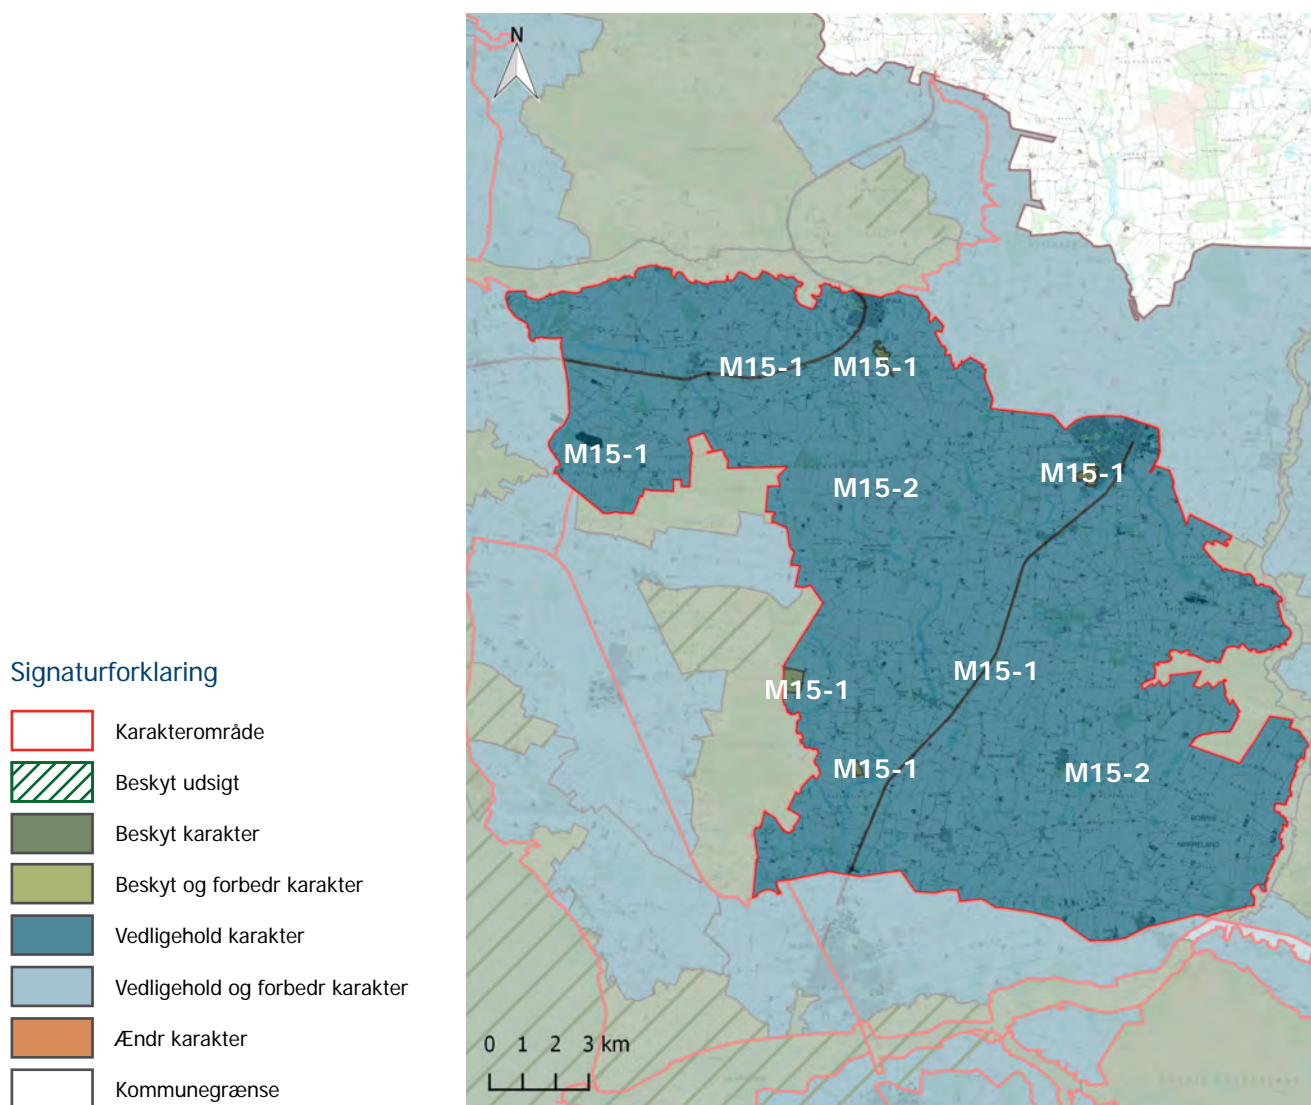 N
M15-1
M15-1
M15-1
M15-1
M15-2
M15-1
M15-1
M15-1
M15-2
0 1 2 3 km
Signaturforklaring
Karakterområde
Beskyt udsigt
Beskyt karakter
Beskyt og forbedr karakter
Vedligehold karakter
Vedligehold og forbedr karakter
Ændr karakter
Kommunegrænse